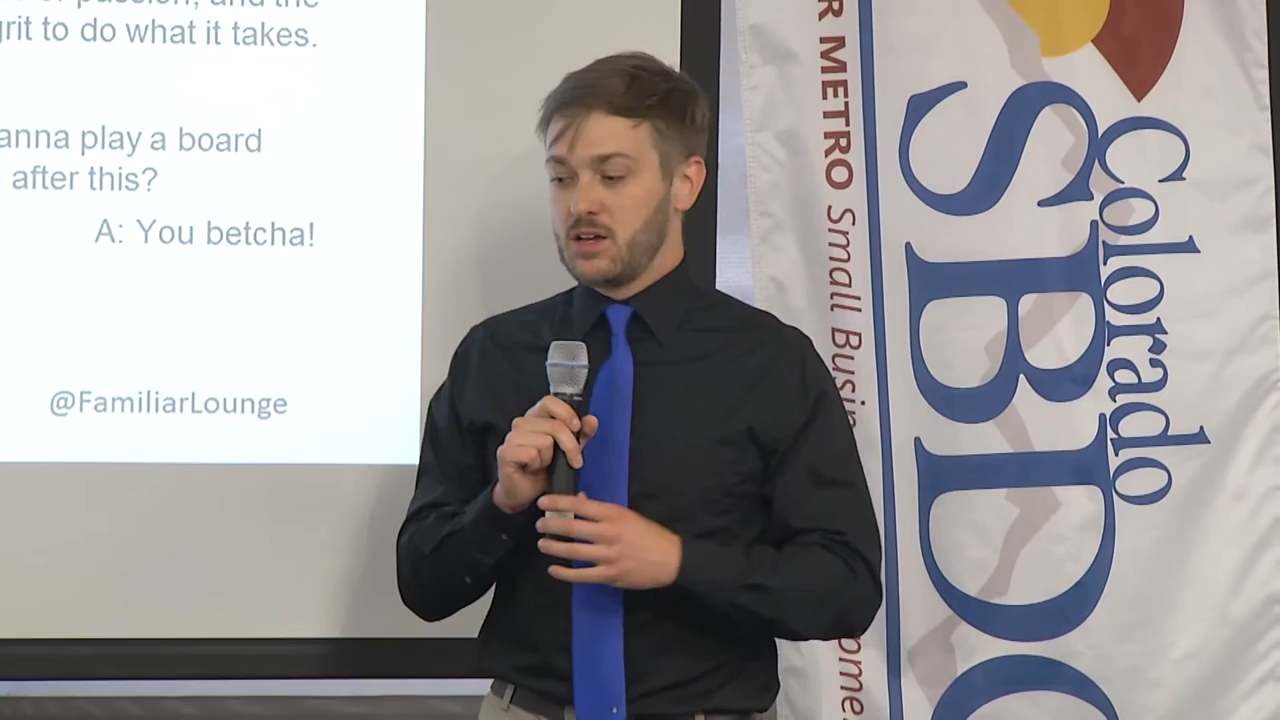 grit to do what it takes.
anna play a board
after this?
A: You betcha!
@FamiliarLounge
R METRO Small Busin
pme
Colorado
SBDC